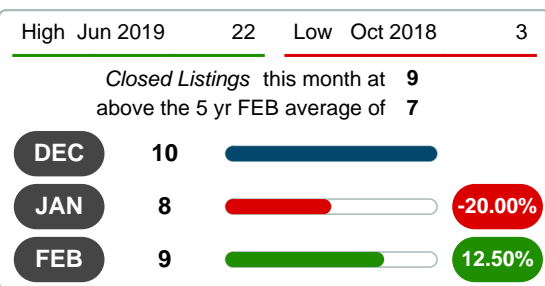 High Jun 2019 22 Low Oct 2018 3
Closed Listings this month at 9
above the 5 yr FEB average of 7
DEC 10
JAN 8 -20.00%
FEB 9 12.50%